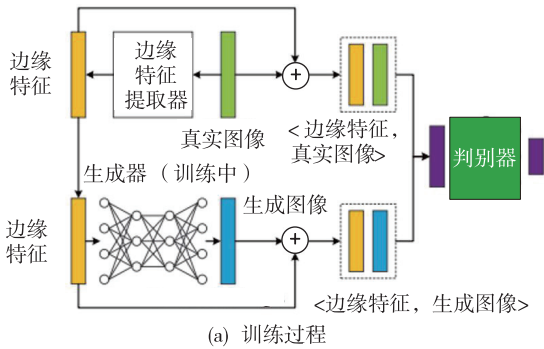 边缘
特征
边缘
特征
提取器
真实图像
+
<边缘特征,
真实图像>
判别器
生成器（训练中）
边缘
特征
生成图像
+
<边缘特征, 生成图像>
(a) 训练过程